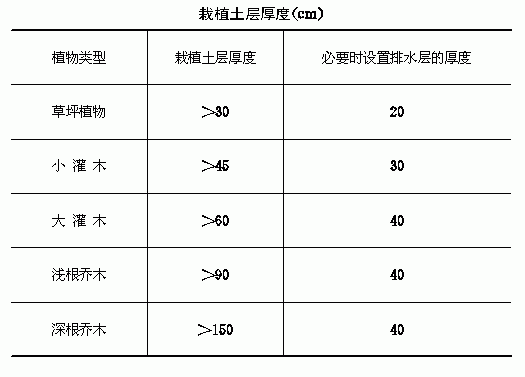 栽植土层厚度(cm)
植物类型 栽植土层厚度 必要时设置排水层的厚度
草坪植物 >30 20
小灌木 >45 30
大灌木 >60 40
浅根乔木 >90 40
深根乔木 >150 40